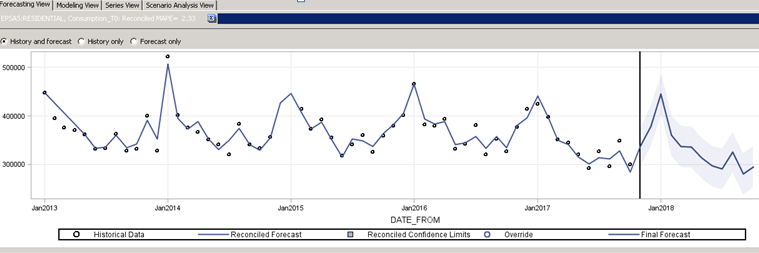 Forecasting View Modeling View Series View Scenario Analysis View
EPSAS:RESIDENTIAL, Consumption_T0; Reconciled MAPE= 2.33
History and forecast History only Forecast only
500000
400000
300000
Jan2013 Jan2014 Jan2015 Jan2016 Jan2017 Jan2018
DATE_FROM
Historical Data Reconciled Forecast Reconciled Confidence Limits Override Final Forecast